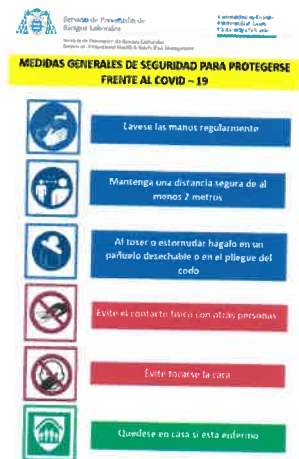 Servicio de Prevención de
Riesgos Laborales
MEDIDAS GENERALES DE SEGURIDAD PARA PROTEGERSE
FRENTE AL COVID – 19
Lavese las manos regularmente
Mantenga una distancia segura de al
menos 2 metros
Al toser o estornudar hágalo en un
pañuelo desechable o en el pliegue del
codo
Evite el contacto fisico con otras personas
Evite tocarse la cara
Quedese en casa si esta enfermo